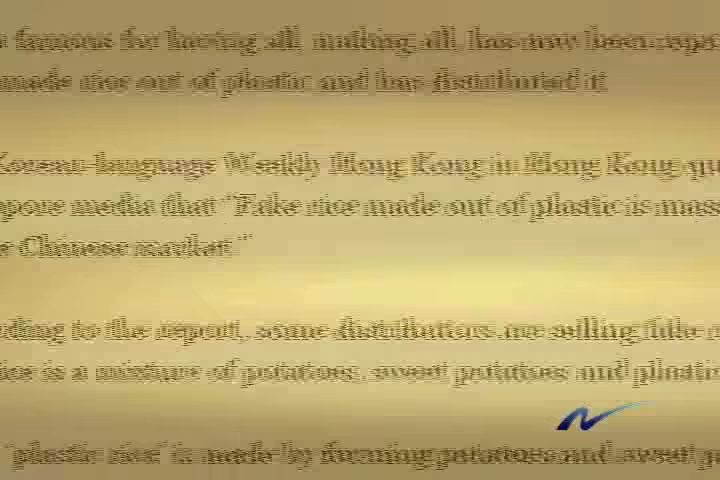 famous for having all nothing all, has now been
made rice out of plastic and has distributed it
Korean-language Weekly Hong Kong in Hong Kong
pore media that "Fake rice made out of plastic is mass
Chinese market"
ding to the report, some distributors are selling fake
ice is a mixture of potatoes, sweet potatoes and plastic
"plastic rice" is made by forming potatoes and sweet